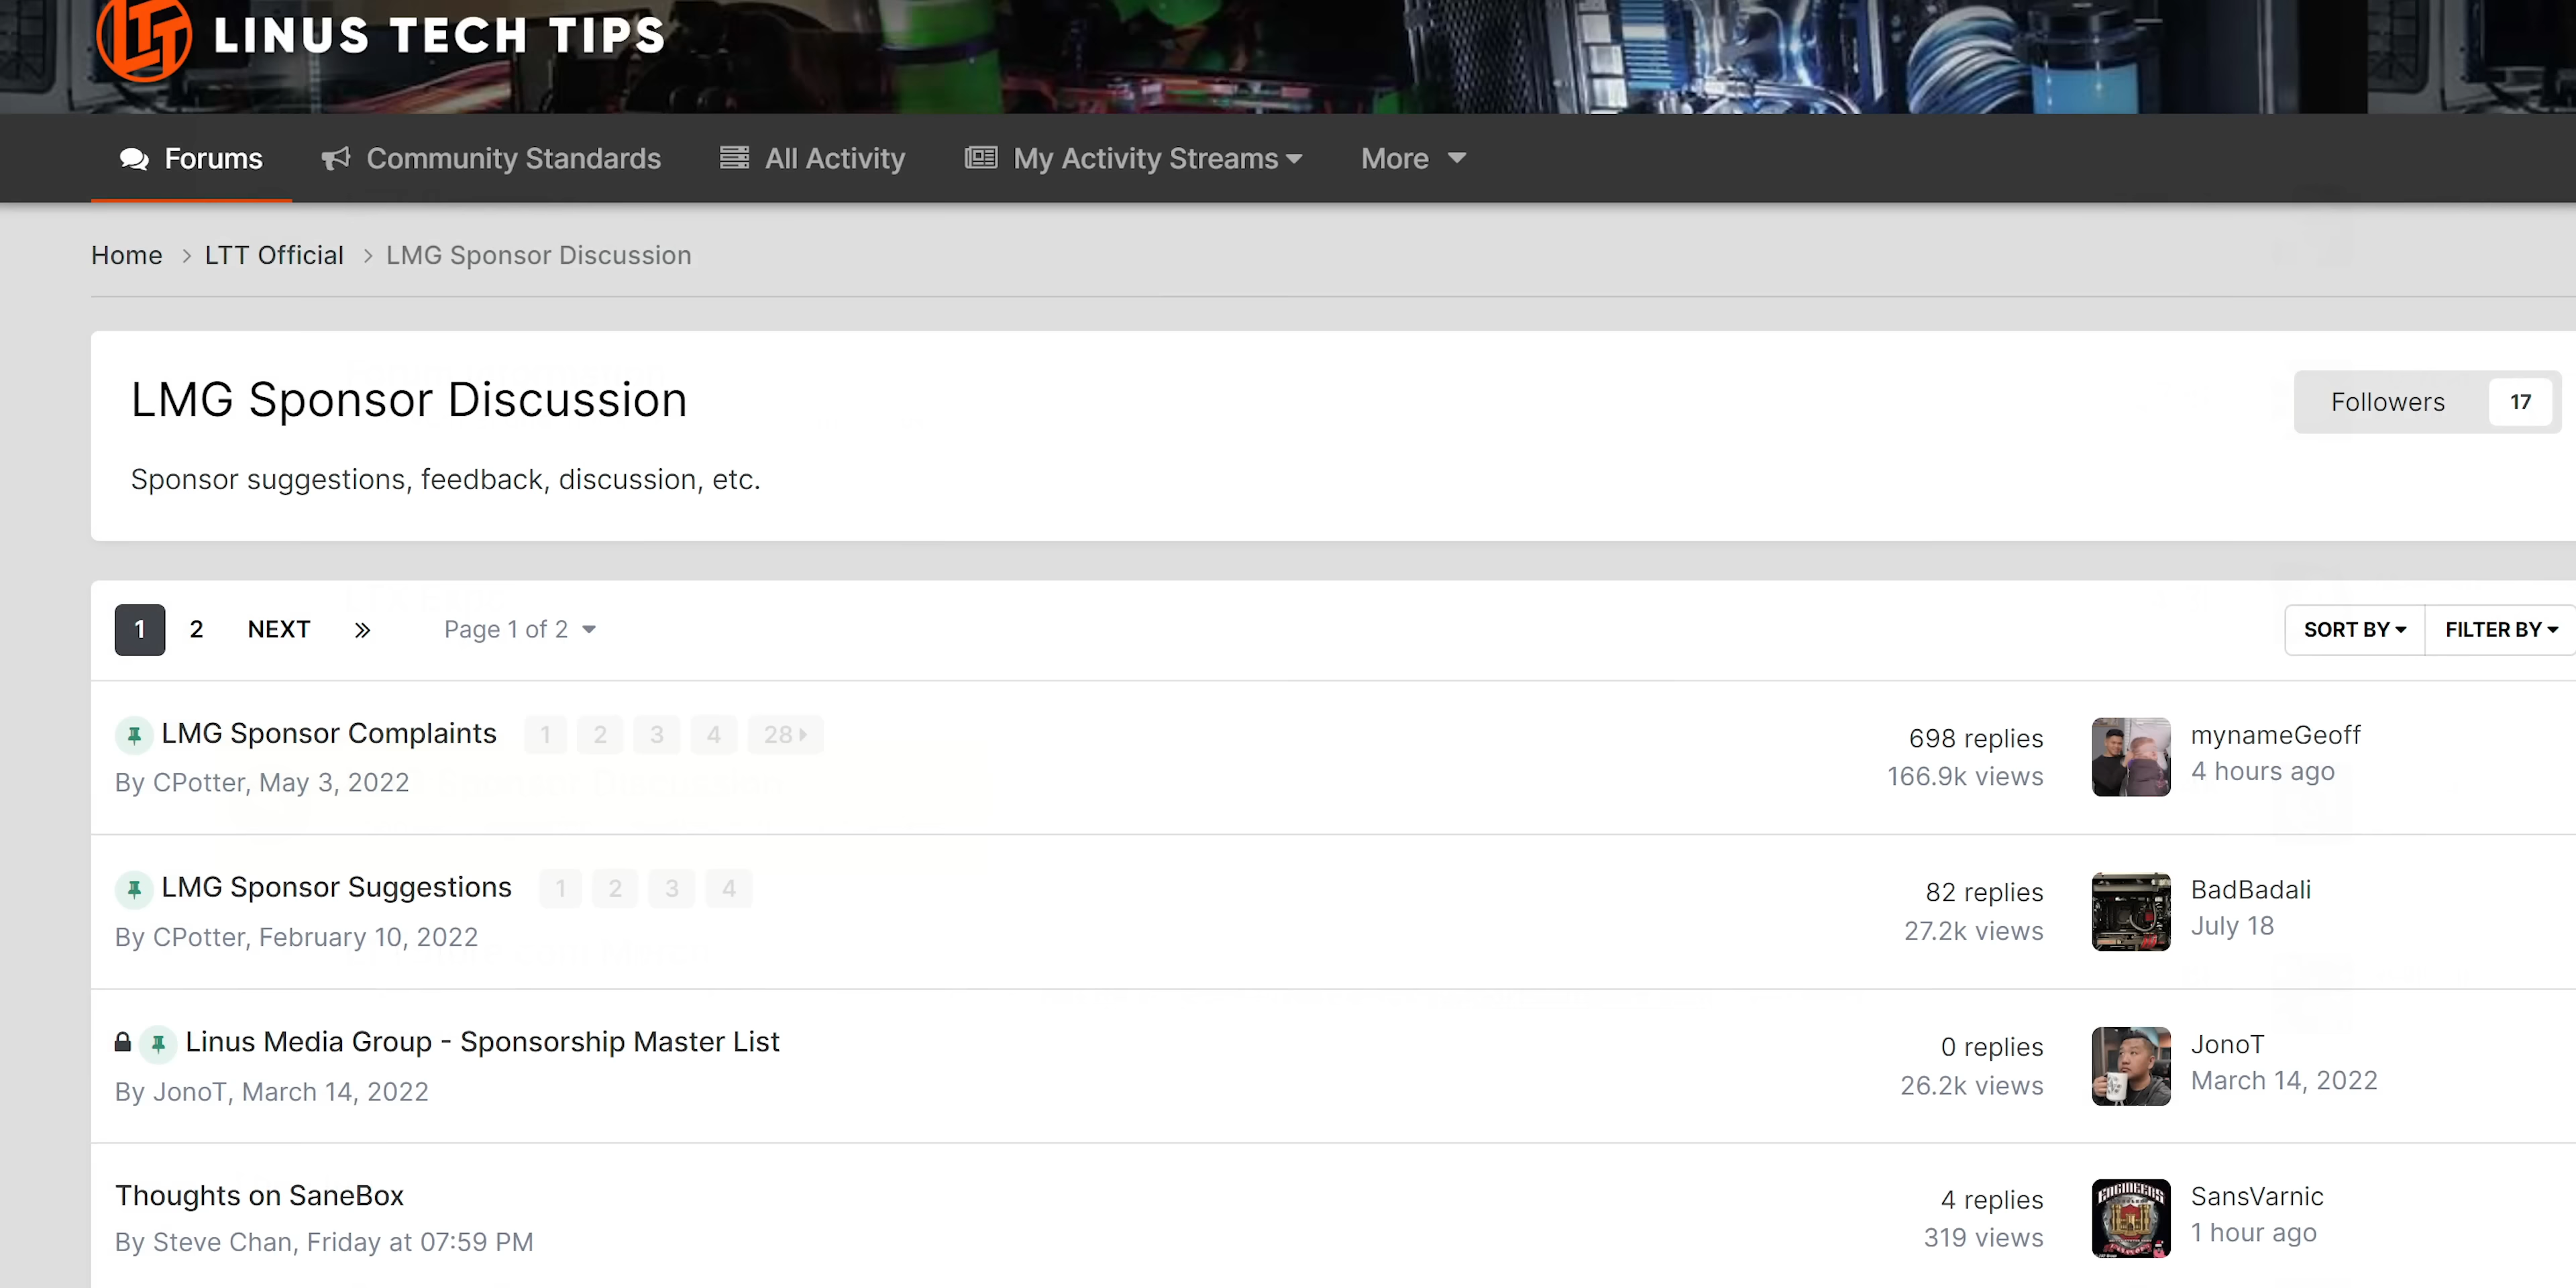 LINUS TECH TIPS
Forums
Community Standards
All Activity
My Activity Streams
More
Home > LTT Official > LMG Sponsor Discussion
LMG Sponsor Discussion
Followers 17
Sponsor suggestions, feedback, discussion, etc.
1 2 NEXT » Page 1 of 2
SORT BY FILTER BY
LMG Sponsor Complaints 1 2 3 4 28
By CPotter, May 3, 2022
698 replies
166.9k views
mynameGeoff
4 hours ago
LMG Sponsor Suggestions 1 2 3 4
By CPotter, February 10, 2022
82 replies
27.2k views
BadBadali
July 18
Linus Media Group - Sponsorship Master List
By JonoT, March 14, 2022
0 replies
26.2k views
JonoT
March 14, 2022
Thoughts on SaneBox
By Steve Chan, Friday at 07:59 PM
4 replies
319 views
ENGINEERS
SansVarnic
1 hour ago